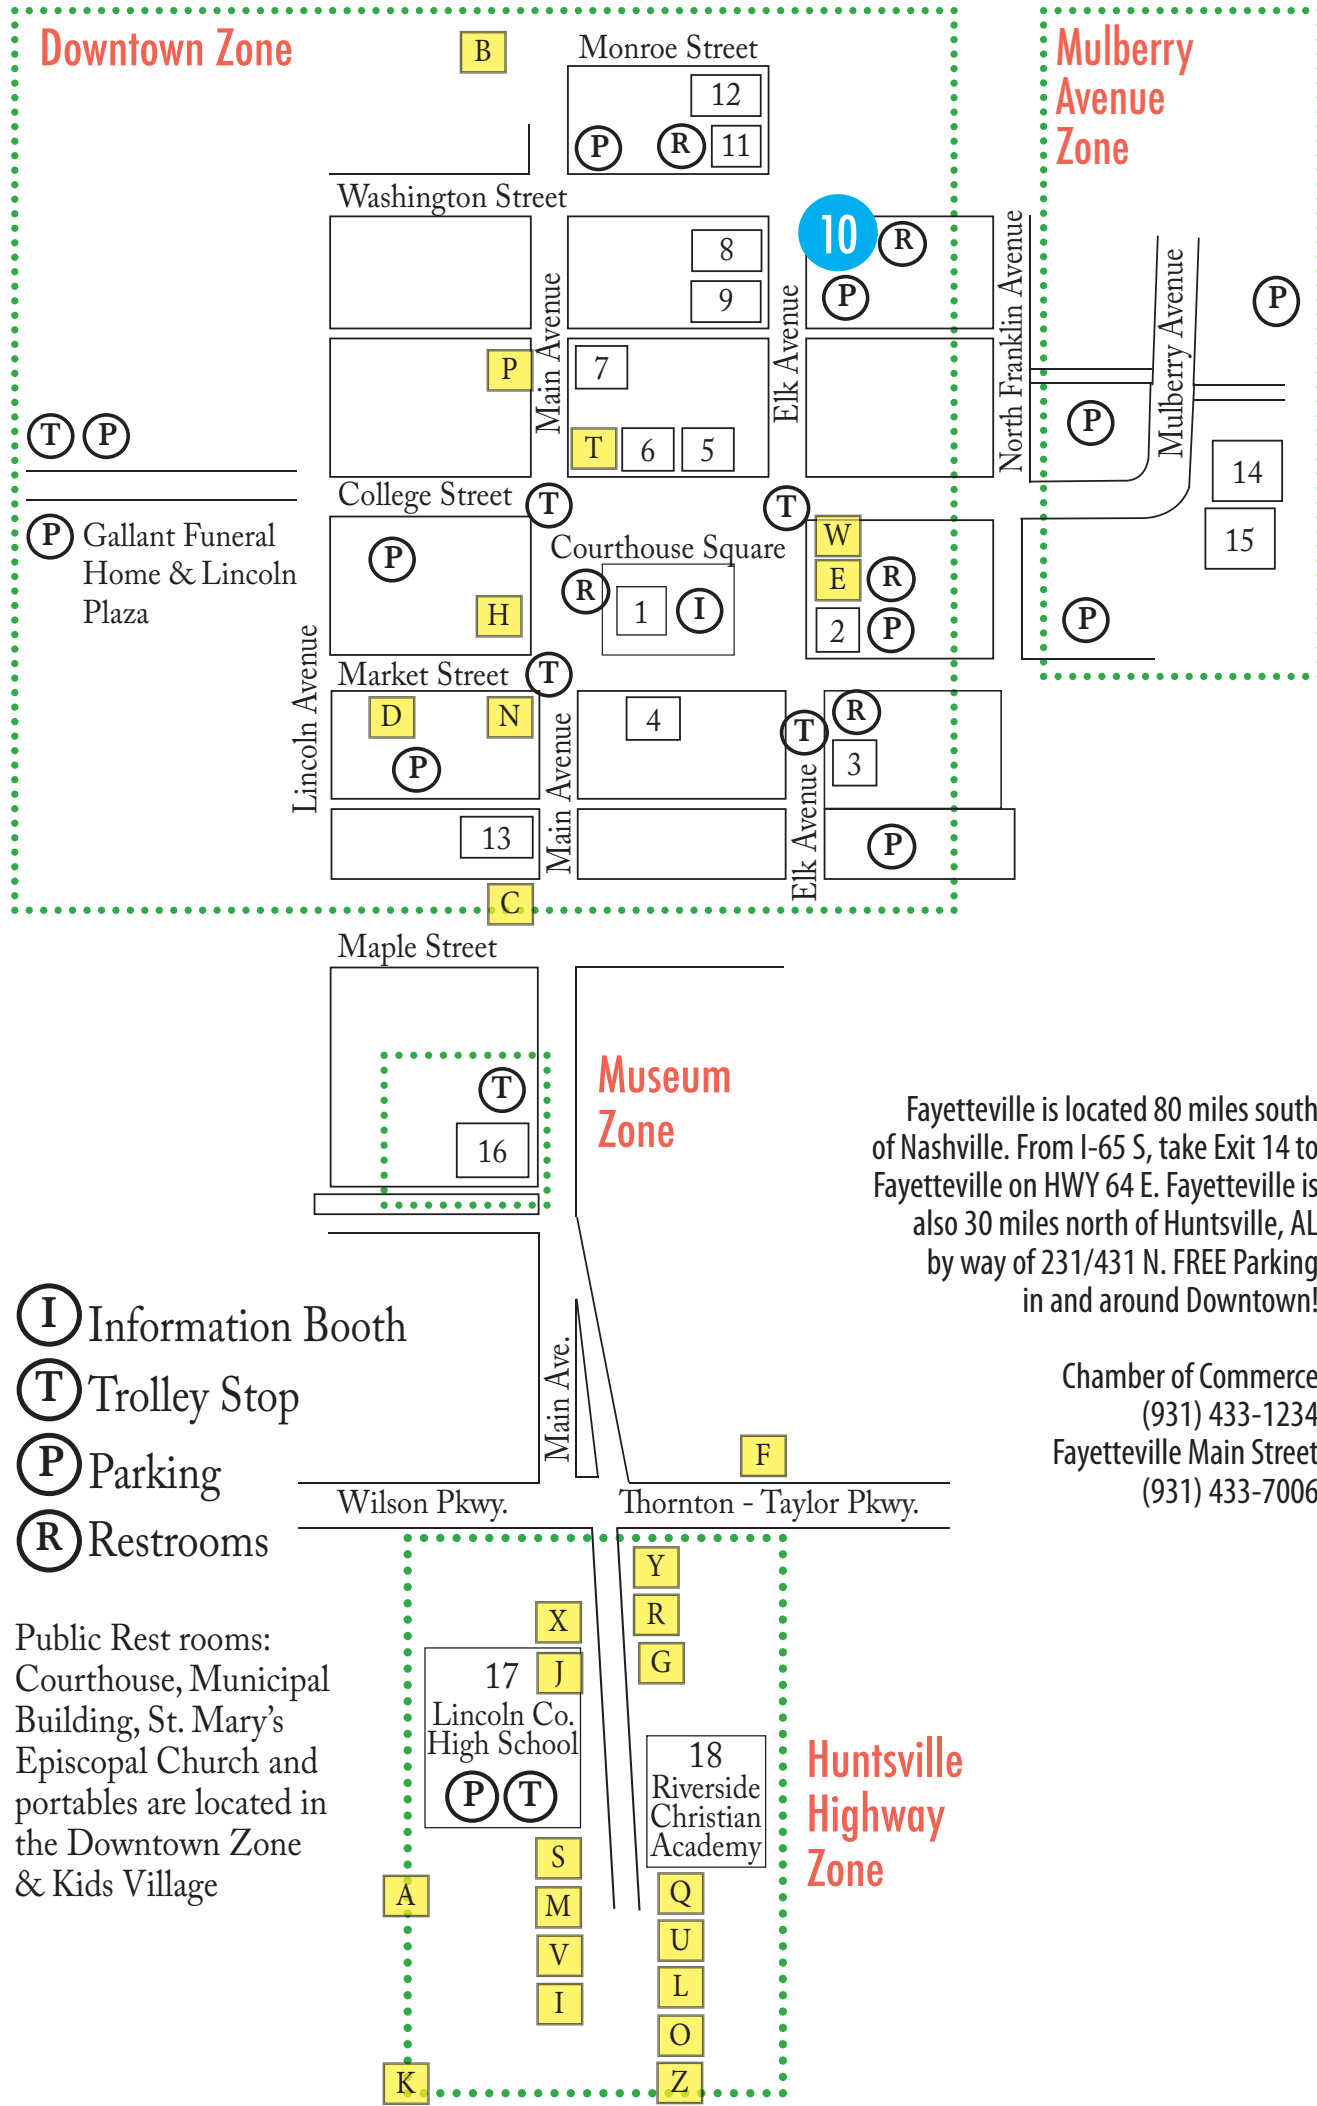 Downtown Zone
B
Monroe Street
12
P
R
11
Mulberry
Avenue
Zone
Washington Street
8
9
10
R
P
Main Avenue
Elk Avenue
North Franklin Avenue
Mulberry Avenue
P
P
7
T
6
5
P
T P
College Street
T
T
14
15
P Gallant Funeral
Home & Lincoln
Plaza
P
H
Courthouse Square
R
1
I
W
E
R
2
P
P
Lincoln Avenue
Market Street
T
D
N
P
4
T
R
3
Main Avenue
Elk Avenue
13
P
C
Maple Street
T
16
Museum
Zone
Fayetteville is located 80 miles south
of Nashville. From I-65 S, take Exit 14 to
Fayetteville on HWY 64 E. Fayetteville is
also 30 miles north of Huntsville, AL
by way of 231/431 N. FREE Parking
in and around Downtown!
Chamber of Commerce
(931) 433-1234
Fayetteville Main Street
(931) 433-7006
I Information Booth
T Trolley Stop
P Parking
R Restrooms
Main Ave.
F
Wilson Pkwy.
Thornton - Taylor Pkwy.
Public Rest rooms:
Courthouse, Municipal
Building, St. Mary's
Episcopal Church and
portables are located in
the Downtown Zone
& Kids Village
Y
R
G
X
J
17
Lincoln Co.
High School
P T
18
Riverside
Christian
Academy
Huntsville
Highway
Zone
S
M
V
I
A
K
Q
U
L
O
Z